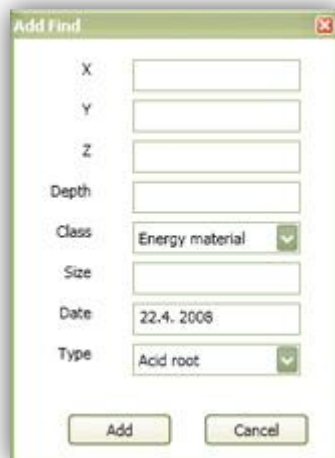 Add Find
X
Y
Z
Depth
Class Energy material
Size
Date 22.4. 2008
Type Acid root
Add Cancel